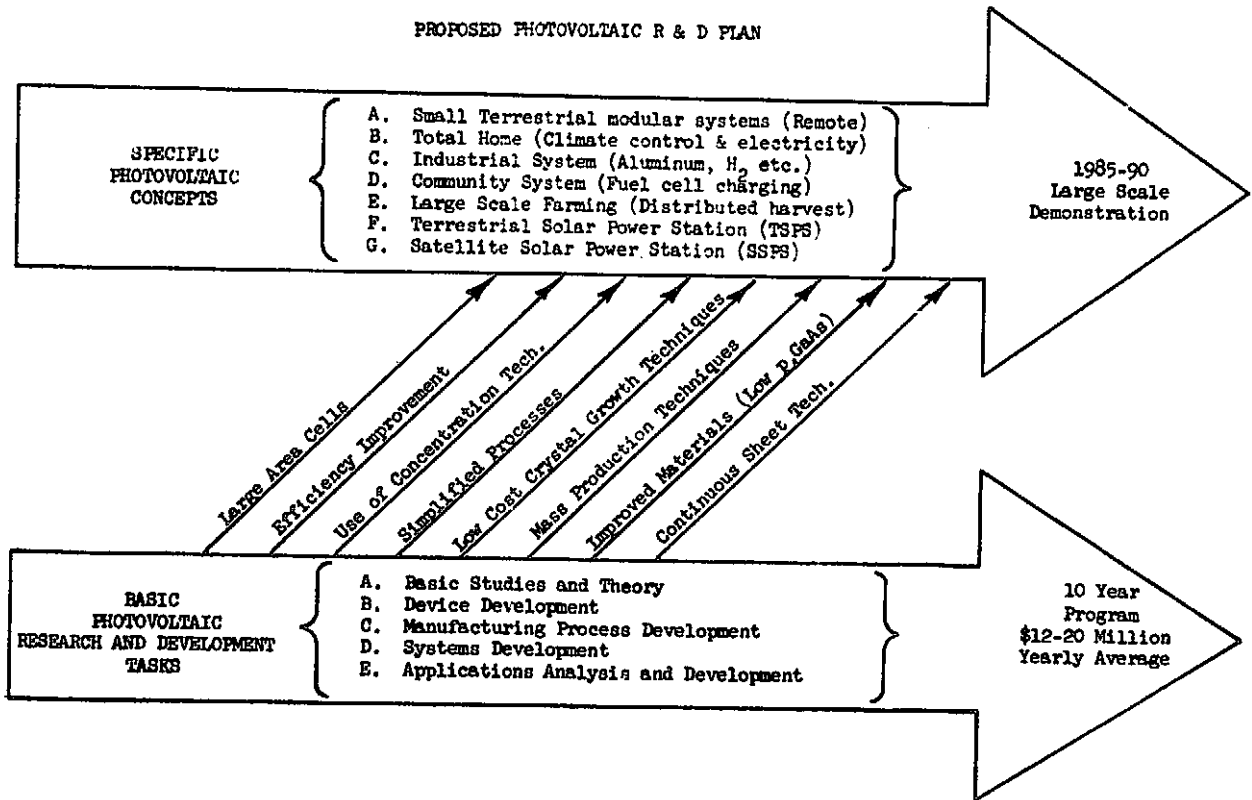 PROPOSED PHOTOVOLTAIC R & D PLAN
SPECIFIC
PHOTOVOLTAIC
CONCEPTS
A. Small Terrestrial modular systems (Remote)
B. Total Home (Climate control & electricity)
C. Industrial System (Aluminum, H₂ etc.)
D. Community System (Fuel cell charging)
E. Large Scale Farming (Distributed harvest)
F. Terrestrial Solar Power Station (TSPS)
G. Satellite Solar Power Station (SSPS)
1985-90
Large Scale
Demonstration
Large Area Cells
Efficiency Improvement
Use of Concentration Tech.
Simplified Processes
Low Cost Crystal Growth Techniques
Mass Production Techniques
Improved Materials (Low P, GaAs)
Continuous Sheet Tech.
BASIC
PHOTOVOLTAIC
RESEARCH AND DEVELOPMENT
TASKS
A. Basic Studies and Theory
B. Device Development
C. Manufacturing Process Development
D. Systems Development
E. Applications Analysis and Development
10 Year
Program
$12-20 Million
Yearly Average